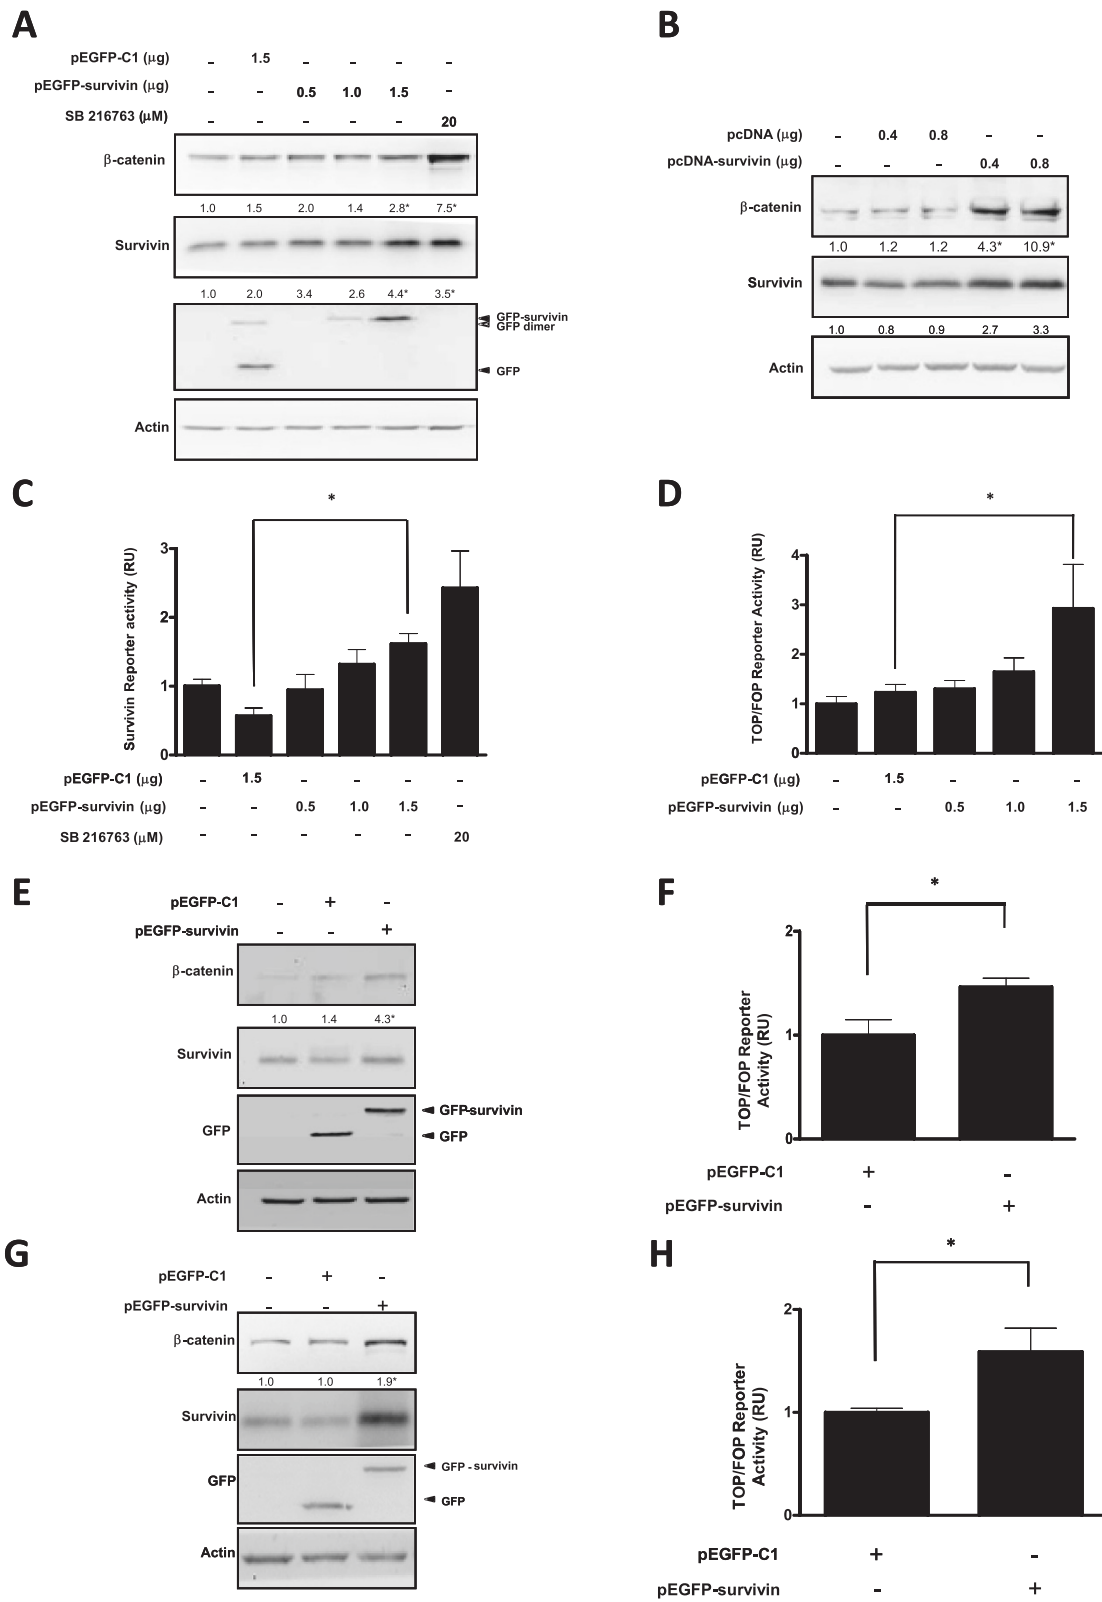 A
pEGFP-C1 (μg) - 1.5 - - - -
pEGFP-survivin (μg) - - 0.5 1.0 1.5 -
SB 216763 (μM) - - - - - 20
β-catenin
1.0 1.5 2.0 1.4 2.8* 7.5*
Survivin
1.0 2.0 3.4 2.6 4.4* 3.5*
GFP-survivin
GFP dimer
GFP
Actin
B
pcDNA (μg) - 0.4 0.8 - -
pcDNA-survivin (μg) - - - 0.4 0.8
β-catenin
1.0 1.2 1.2 4.3* 10.9*
Survivin
1.0 0.8 0.9 2.7 3.3
Actin
C
*
Survivin Reporter activity (RU)
3
2
1
0
pEGFP-C1 (μg) - 1.5 - - - -
pEGFP-survivin (μg) - - 0.5 1.0 1.5 -
SB 216763 (μM) - - - - - 20
D
*
TOP/FOP Reporter Activity (RU)
4
3
2
1
0
pEGFP-C1 (μg) - 1.5 - - -
pEGFP-survivin (μg) - - 0.5 1.0 1.5
E
pEGFP-C1 - + -
pEGFP-survivin - - +
β-catenin
1.0 1.4 4.3*
Survivin
GFP
GFP-survivin
GFP
Actin
F
*
TOP/FOP Reporter
Activity (RU)
2
1
0
pEGFP-C1 + -
pEGFP-survivin - +
G
pEGFP-C1 - + -
pEGFP-survivin - - +
β-catenin
1.0 1.0 1.9*
Survivin
GFP
GFP - survivin
GFP
Actin
H
*
TOP/FOP Reporter
Activity (RU)
2
1
0
pEGFP-C1 + -
pEGFP-survivin - +